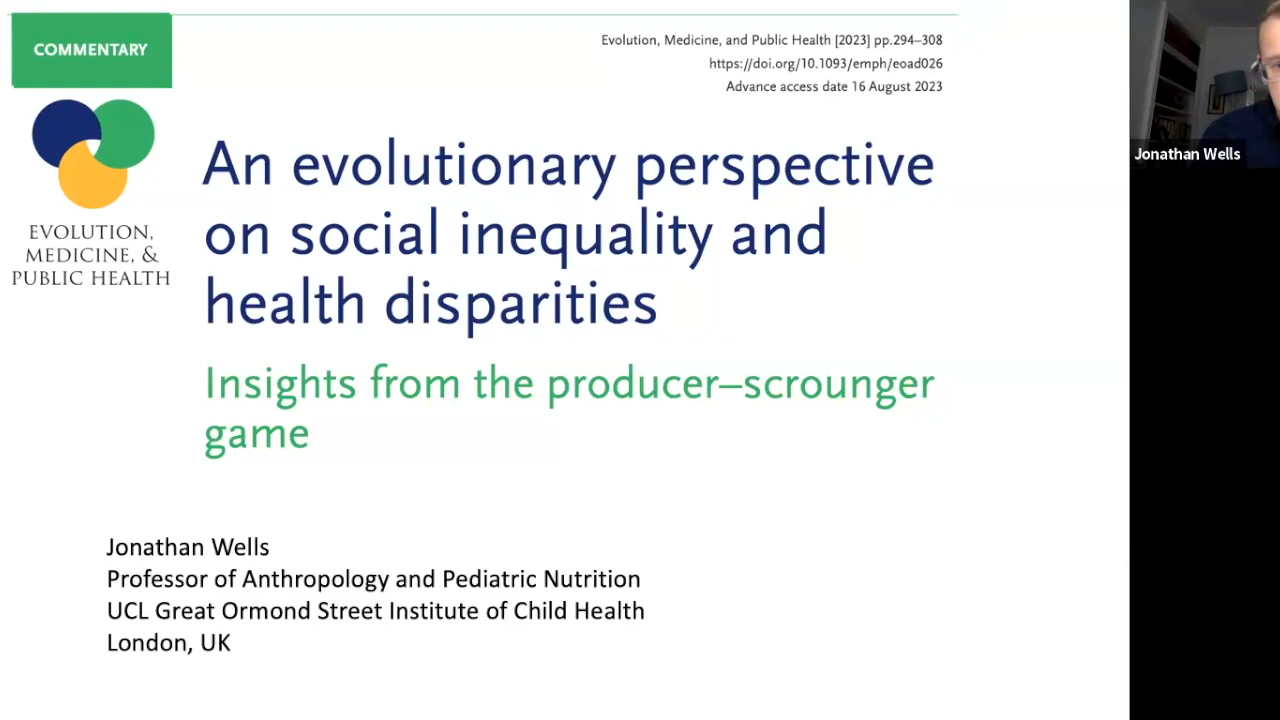 COMMENTARY
Evolution, Medicine, and Public Health [2023] pp.294–308
https://doi.org/10.1093/emph/eoad026
Advance access date 16 August 2023
EVOLUTION,
MEDICINE, &
PUBLIC HEALTH
An evolutionary perspective
on social inequality and
health disparities
Insights from the producer–scrounger
game
Jonathan Wells
Professor of Anthropology and Pediatric Nutrition
UCL Great Ormond Street Institute of Child Health
London, UK
Jonathan Wells